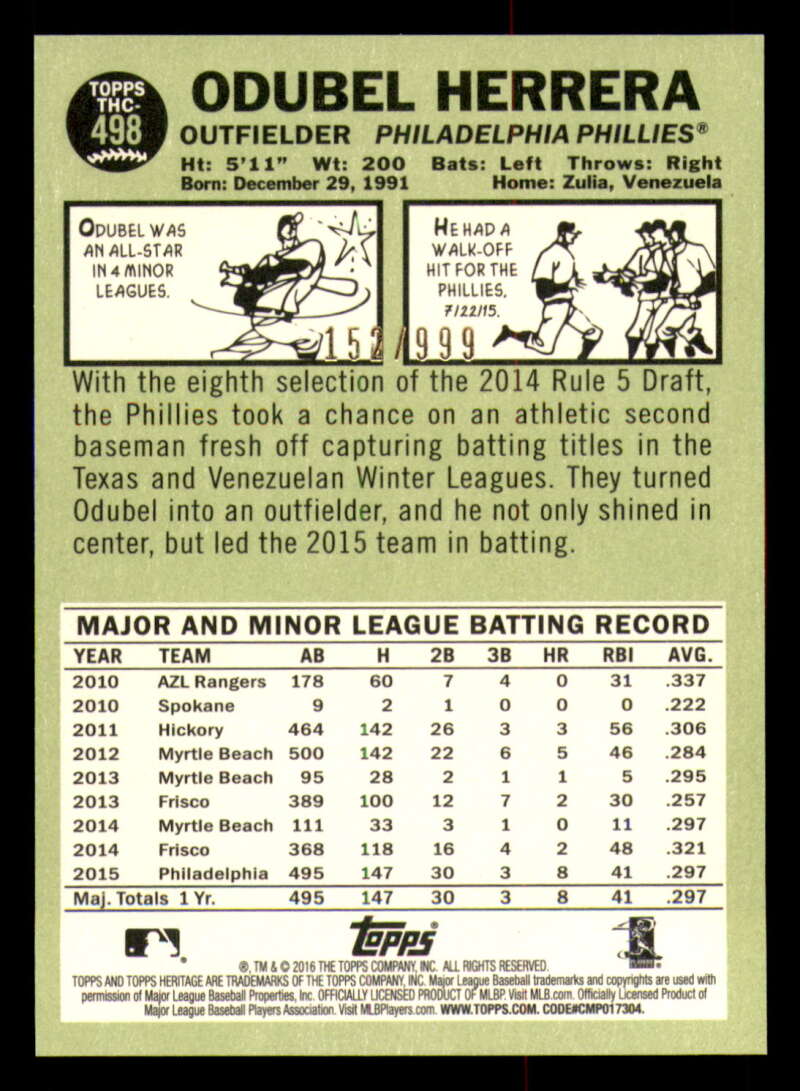 TOPPS
THC-
498
ODUBEL HERRERA
OUTFIELDER PHILADELPHIA PHILLIES®
Ht: 5'11" Wt: 200 Bats: Left Throws: Right
Born: December 29, 1991 Home: Zulia, Venezuela
ODUBEL WAS
AN ALL-STAR
IN 4 MINOR
LEAGUES.
HE HAD A
WALK-OFF
HIT FOR THE
PHILLIES.
7/22/15.
152/999
With the eighth selection of the 2014 Rule 5 Draft,
the Phillies took a chance on an athletic second
baseman fresh off capturing batting titles in the
Texas and Venezuelan Winter Leagues. They turned
Odubel into an outfielder, and he not only shined in
center, but led the 2015 team in batting.
MAJOR AND MINOR LEAGUE BATTING RECORD
YEAR TEAM AB H 2B 3B HR RBI AVG.
2010 AZL Rangers 178 60 7 4 0 31 .337
2010 Spokane 9 2 1 0 0 0 .222
2011 Hickory 464 142 26 3 3 56 .306
2012 Myrtle Beach 500 142 22 6 5 46 .284
2013 Myrtle Beach 95 28 2 1 1 5 .295
2013 Frisco 389 100 12 7 2 30 .257
2014 Myrtle Beach 111 33 3 1 0 11 .297
2014 Frisco 368 118 16 4 2 48 .321
2015 Philadelphia 495 147 30 3 8 41 .297
Maj. Totals 1 Yr. 495 147 30 3 8 41 .297
Topps®
®, TM & © 2016 THE TOPPS COMPANY, INC. ALL RIGHTS RESERVED.
TOPPS AND TOPPS HERITAGE ARE TRADEMARKS OF THE TOPPS COMPANY, INC. Major League Baseball trademarks and copyrights are used with
permission of Major League Baseball Properties, Inc. OFFICIALLY LICENSED PRODUCT OF MLBP. Visit MLB.com. Officially Licensed Product of
Major League Baseball Players Association. Visit MLBPlayers.com. WWW.TOPPS.COM. CODE#CMP017304.